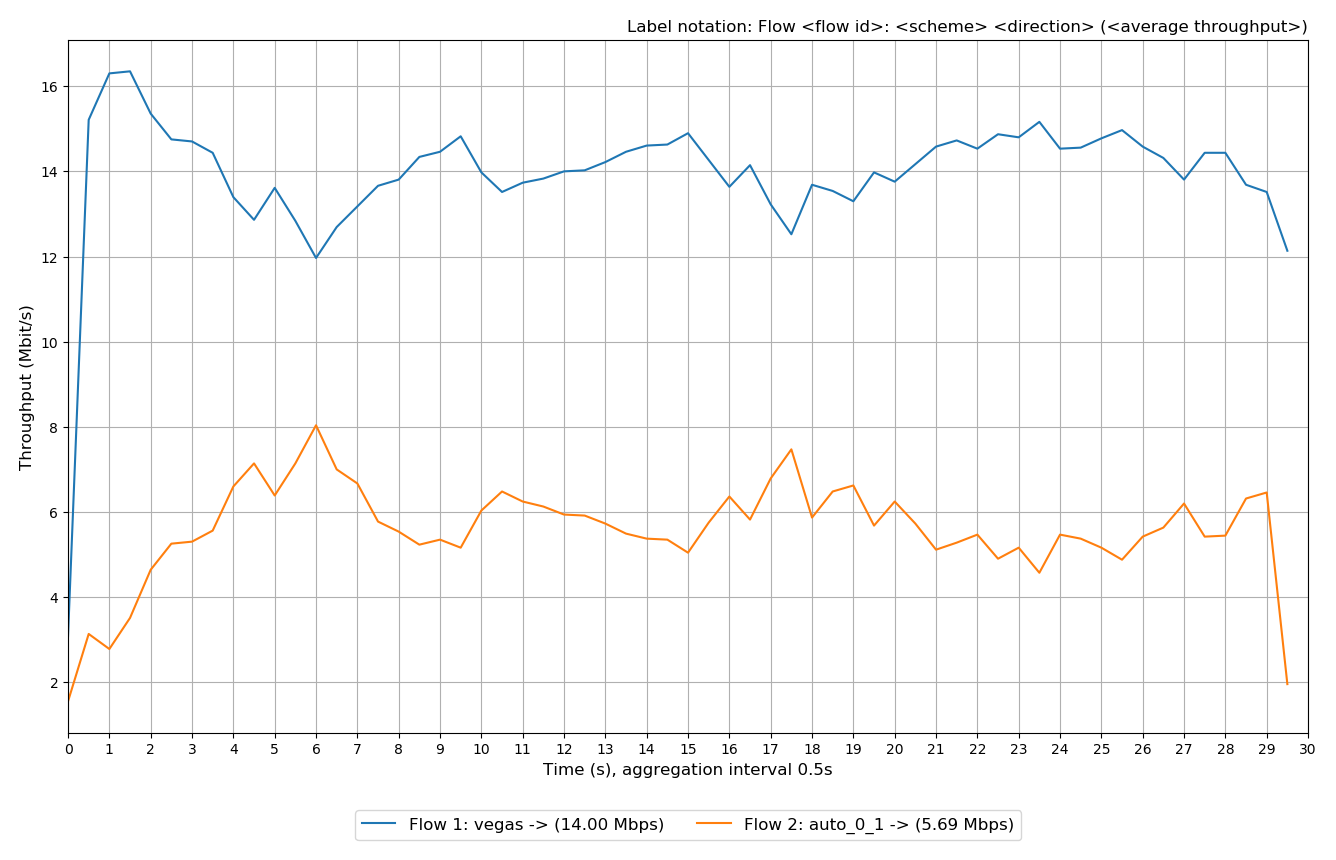 Label notation: Flow <flow id>: <scheme> <direction> (<average throughput>)
16
14
12
10
8
6
4
2
Throughput (Mbit/s)
0 1 2 3 4 5 6 7 8 9 10 11 12 13 14 15 16 17 18 19 20 21 22 23 24 25 26 27 28 29 30
Time (s), aggregation interval 0.5s
Flow 1: vegas -> (14.00 Mbps) Flow 2: auto_0_1 -> (5.69 Mbps)